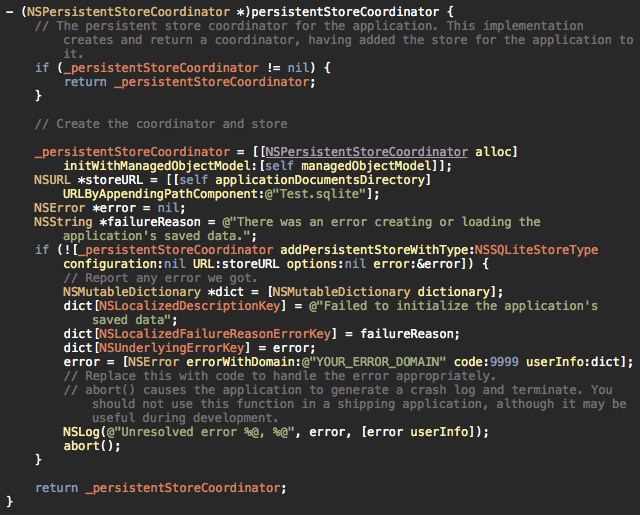 - (NSPersistentStoreCoordinator *)persistentStoreCoordinator {
// The persistent store coordinator for the application. This implementation
creates and return a coordinator, having added the store for the application to
it.
if (_persistentStoreCoordinator != nil) {
return _persistentStoreCoordinator;
}
// Create the coordinator and store
_persistentStoreCoordinator = [[NSPersistentStoreCoordinator alloc]
initWithManagedObjectModel:[self managedObjectModel]];
NSURL *storeURL = [[self applicationDocumentsDirectory]
URLByAppendingPathComponent:@"Test.sqlite"];
NSError *error = nil;
NSString *failureReason = @"There was an error creating or loading the
application's saved data.";
if (![_persistentStoreCoordinator addPersistentStoreWithType:NSSQLiteStoreType
configuration:nil URL:storeURL options:nil error:&error]) {
// Report any error we got.
NSMutableDictionary *dict = [NSMutableDictionary dictionary];
dict[NSLocalizedDescriptionKey] = @"Failed to initialize the application's
saved data";
dict[NSLocalizedFailureReasonErrorKey] = failureReason;
dict[NSUnderlyingErrorKey] = error;
error = [NSError errorWithDomain:@"YOUR_ERROR_DOMAIN" code:9999 userInfo:dict];
// Replace this with code to handle the error appropriately.
// abort() causes the application to generate a crash log and terminate. You
should not use this function in a shipping application, although it may be
useful during development.
NSLog(@"Unresolved error %@, %@", error, [error userInfo]);
abort();
}
return _persistentStoreCoordinator;
}